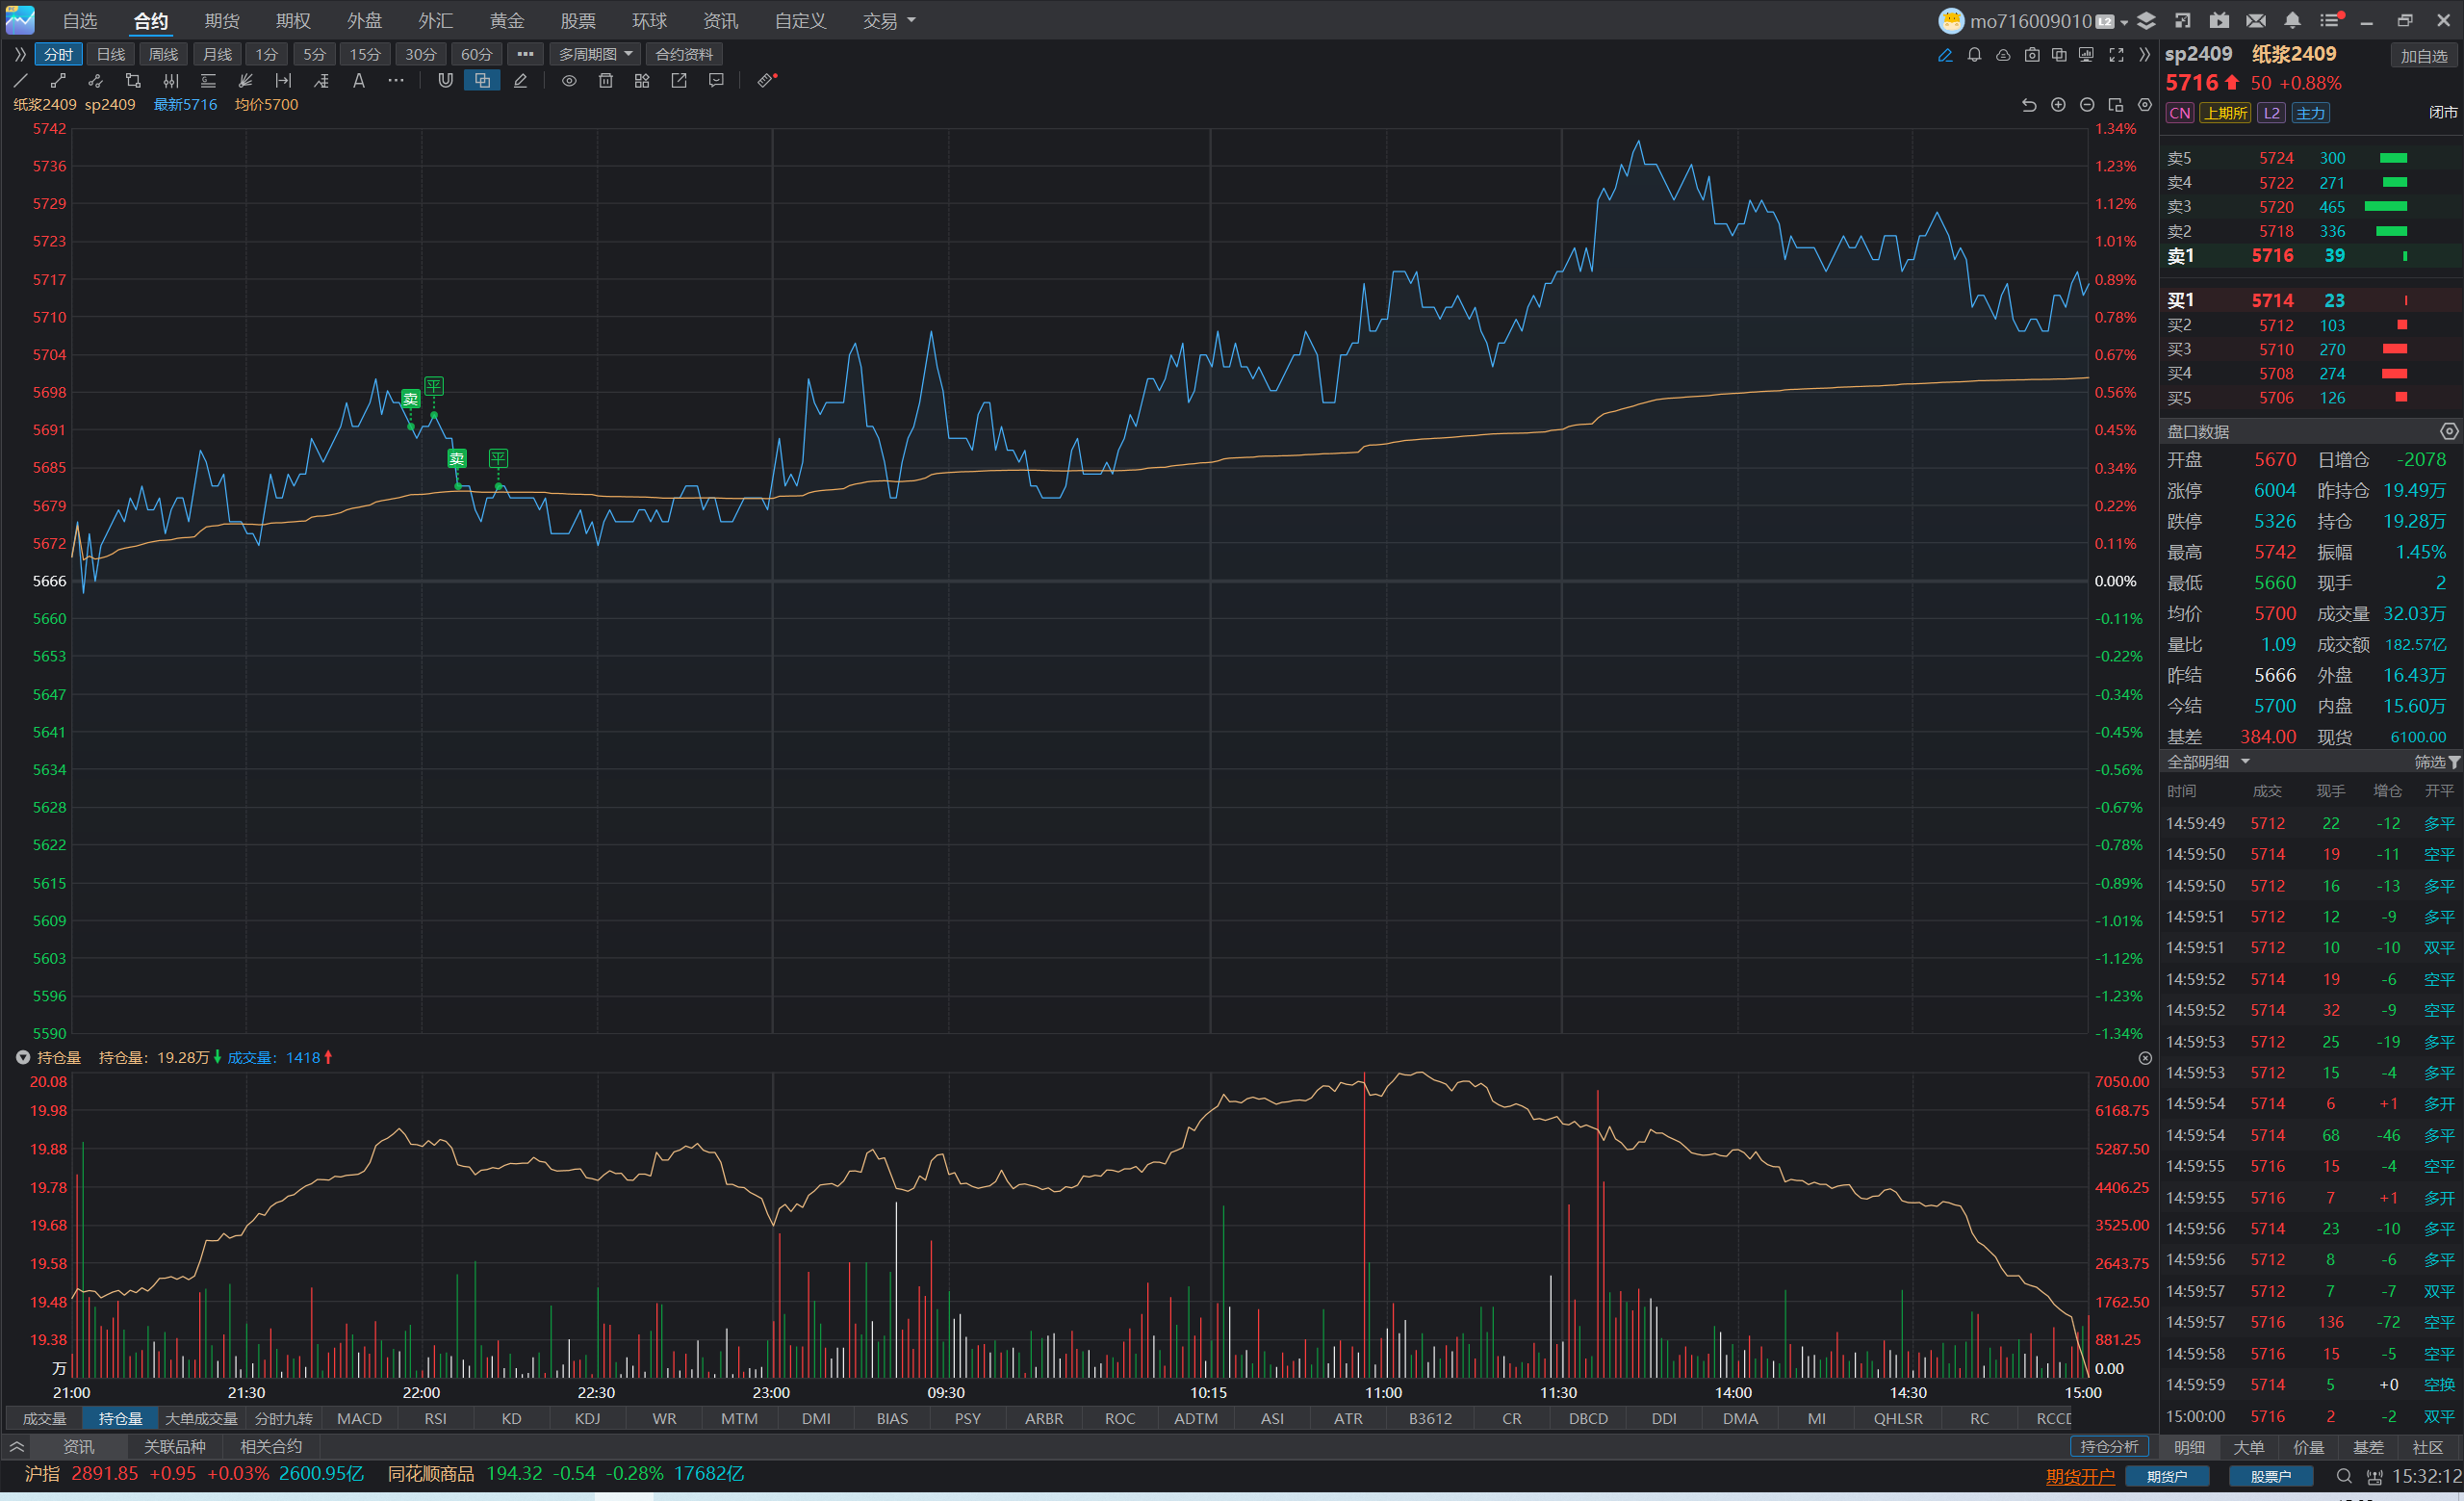 自选 合约 期货 期权 外盘 外汇 黄金 股票 环球 资讯 自定义 交易 mo716009010 L2
分时 日线 周线 月线 1分 5分 15分 30分 60分 ••• 多周期图 合约资料
纸浆2409 sp2409 最新5716 均价5700
5742 1.34%
5736 1.23%
5729 1.12%
5723 1.01%
5717 0.89%
5710 0.78%
5704 0.67%
5698 0.56%
5691 0.45%
5685 0.34%
5679 0.22%
5672 0.11%
5666 0.00%
5660 -0.11%
5653 -0.22%
5647 -0.34%
5641 -0.45%
5634 -0.56%
5628 -0.67%
5622 -0.78%
5615 -0.89%
5609 -1.01%
5603 -1.12%
5596 -1.23%
5590 -1.34%
卖 平
卖 平
持仓量 持仓量: 19.28万 成交量: 1418
20.08 7050.00
19.98 6168.75
19.88 5287.50
19.78 4406.25
19.68 3525.00
19.58 2643.75
19.48 1762.50
19.38 881.25
万 0.00
21:00 21:30 22:00 22:30 23:00 09:30 10:15 11:00 11:30 14:00 14:30 15:00
成交量 持仓量 大单成交量 分时九转 MACD RSI KD KDJ WR MTM DMI BIAS PSY ARBR ROC ADTM ASI ATR B3612 CR DBCD DDI DMA MI QHLSR RC RCCD
资讯 关联品种 相关合约 持仓分析
sp2409 纸浆2409 加自选
5716 50 +0.88%
CN 上期所 L2 主力 闭市
卖5 5724 300
卖4 5722 271
卖3 5720 465
卖2 5718 336
卖1 5716 39
买1 5714 23
买2 5712 103
买3 5710 270
买4 5708 274
买5 5706 126
盘口数据
开盘 5670 日增仓 -2078
涨停 6004 昨持仓 19.49万
跌停 5326 持仓 19.28万
最高 5742 振幅 1.45%
最低 5660 现手 2
均价 5700 成交量 32.03万
量比 1.09 成交额 182.57亿
昨结 5666 外盘 16.43万
今结 5700 内盘 15.60万
基差 384.00 现货 6100.00
全部明细 筛选
时间 成交 现手 增仓 开平
14:59:49 5712 22 -12 多平
14:59:50 5714 19 -11 空平
14:59:50 5712 16 -13 多平
14:59:51 5712 12 -9 多平
14:59:51 5712 10 -10 双平
14:59:52 5714 19 -6 空平
14:59:52 5714 32 -9 空平
14:59:53 5712 25 -19 多平
14:59:53 5712 15 -4 多平
14:59:54 5714 6 +1 多开
14:59:54 5714 68 -46 多平
14:59:55 5716 15 -4 空平
14:59:55 5716 7 +1 多开
14:59:56 5714 23 -10 多平
14:59:56 5712 8 -6 多平
14:59:57 5712 7 -7 双平
14:59:57 5716 136 -72 空平
14:59:58 5716 15 -5 空平
14:59:59 5714 5 +0 空换
15:00:00 5716 2 -2 双平
明细 大单 价量 基差 社区
沪指 2891.85 +0.95 +0.03% 2600.95亿 同花顺商品 194.32 -0.54 -0.28% 17682亿 期货开户 期货户 股票户 15:32:12